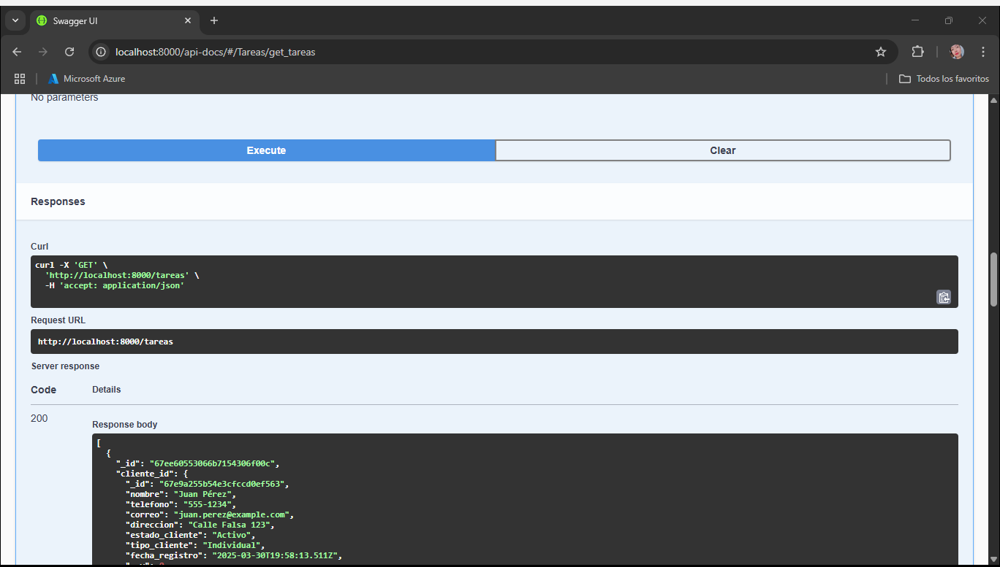 Swagger UI
localhost:8000/api-docs/#/Tareas/get_tareas
Microsoft Azure
Todos los favoritos
No parameters
Execute
Clear
Responses
Curl
curl -X 'GET' \
'http://localhost:8000/tareas' \
-H 'accept: application/json'
Request URL
http://localhost:8000/tareas
Server response
Code
Details
200
Response body
[
{
"_id": "67ee60553066b7154306f00c",
"cliente_id": {
"_id": "67e9a255b54e3cfccd0ef563",
"nombre": "Juan Pérez",
"telefono": "555-1234",
"correo": "juan.perez@example.com",
"direccion": "Calle Falsa 123",
"estado_cliente": "Activo",
"tipo_cliente": "Individual",
"fecha_registro": "2025-03-30T19:58:13.511Z",